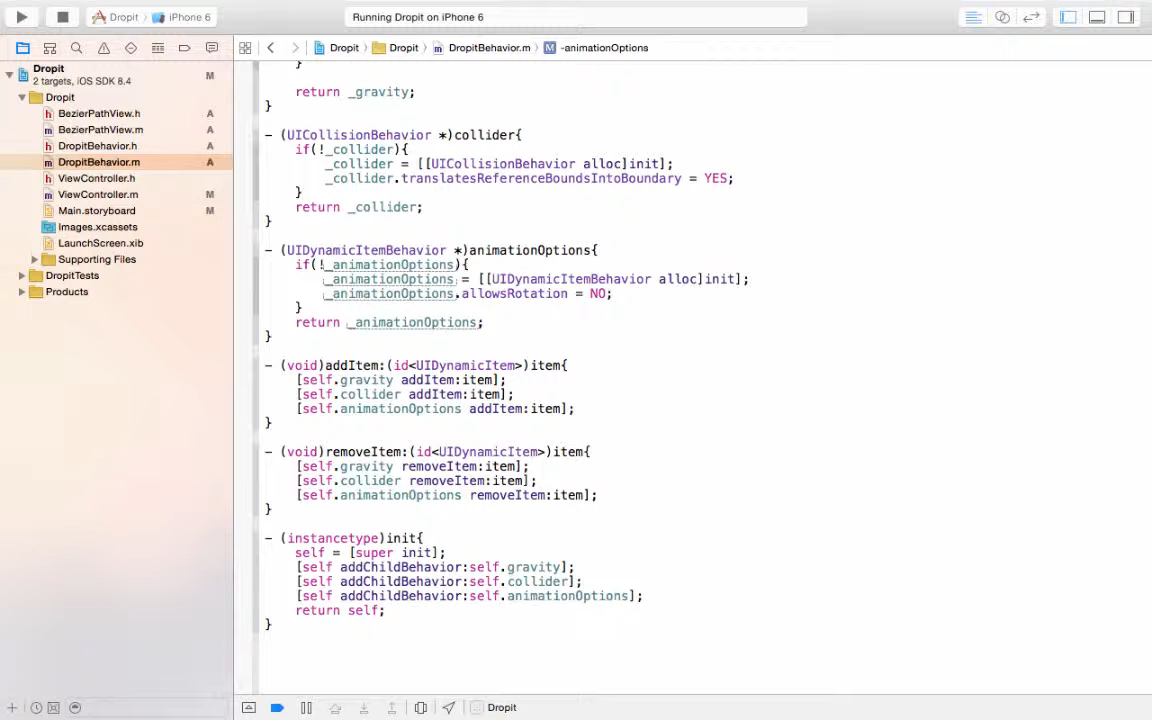 Dropit
iPhone 6
Running Dropit on iPhone 6
Dropit
Dropit
DropitBehavior.m
M
-animationOptions
Dropit
M
2 targets, iOS SDK 8.4
Dropit
h
BezierPathView.h
A
m
BezierPathView.m
A
h
DropitBehavior.h
A
m
DropitBehavior.m
A
h
ViewController.h
m
ViewController.m
M
Main.storyboard
M
Images.xcassets
LaunchScreen.xib
Supporting Files
DropitTests
Products
}
return _gravity;
}
- (UICollisionBehavior *)collider{
if(!_collider){
_collider = [[UICollisionBehavior alloc]init];
_collider.translatesReferenceBoundsIntoBoundary = YES;
}
return _collider;
}
- (UIDynamicItemBehavior *)animationOptions{
if(!_animationOptions){
_animationOptions = [[UIDynamicItemBehavior alloc]init];
_animationOptions.allowsRotation = NO;
}
return _animationOptions;
}
- (void)addItem:(id<UIDynamicItem>)item{
[self.gravity addItem:item];
[self.collider addItem:item];
[self.animationOptions addItem:item];
}
- (void)removeItem:(id<UIDynamicItem>)item{
[self.gravity removeItem:item];
[self.collider removeItem:item];
[self.animationOptions removeItem:item];
}
- (instancetype)init{
self = [super init];
[self addChildBehavior:self.gravity];
[self addChildBehavior:self.collider];
[self addChildBehavior:self.animationOptions];
return self;
}
Dropit